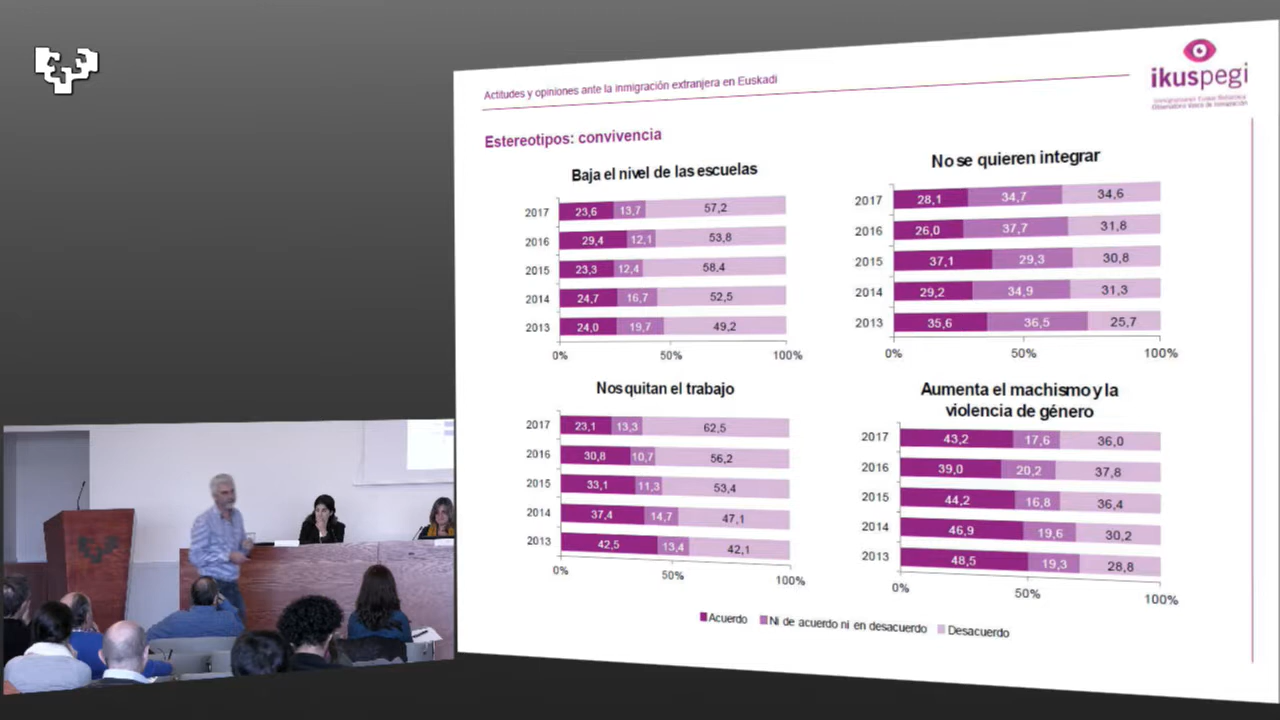 Actitudes y opiniones ante la inmigración extranjera en Euskadi
ikuspegi
Estereotipos: convivencia
Baja el nivel de las escuelas
2017 23,6 13,7 57,2
2016 29,4 12,1 53,8
2015 23,3 12,4 58,4
2014 24,7 16,7 52,5
2013 24,0 19,7 49,2
0% 50% 100%
No se quieren integrar
2017 28,1 34,7 34,6
2016 26,0 37,7 31,8
2015 37,1 29,3 30,8
2014 29,2 34,9 31,3
2013 35,6 36,5 25,7
0% 50% 100%
Nos quitan el trabajo
2017 23,1 13,3 62,5
2016 30,8 10,7 56,2
2015 33,1 11,3 53,4
2014 37,4 14,7 47,1
2013 42,5 13,4 42,1
0% 50% 100%
Aumenta el machismo y la
violencia de género
2017 43,2 17,6 36,0
2016 39,0 20,2 37,8
2015 44,2 16,8 36,4
2014 46,9 19,6 30,2
2013 48,5 19,3 28,8
0% 50% 100%
Acuerdo Ni de acuerdo ni en desacuerdo Desacuerdo